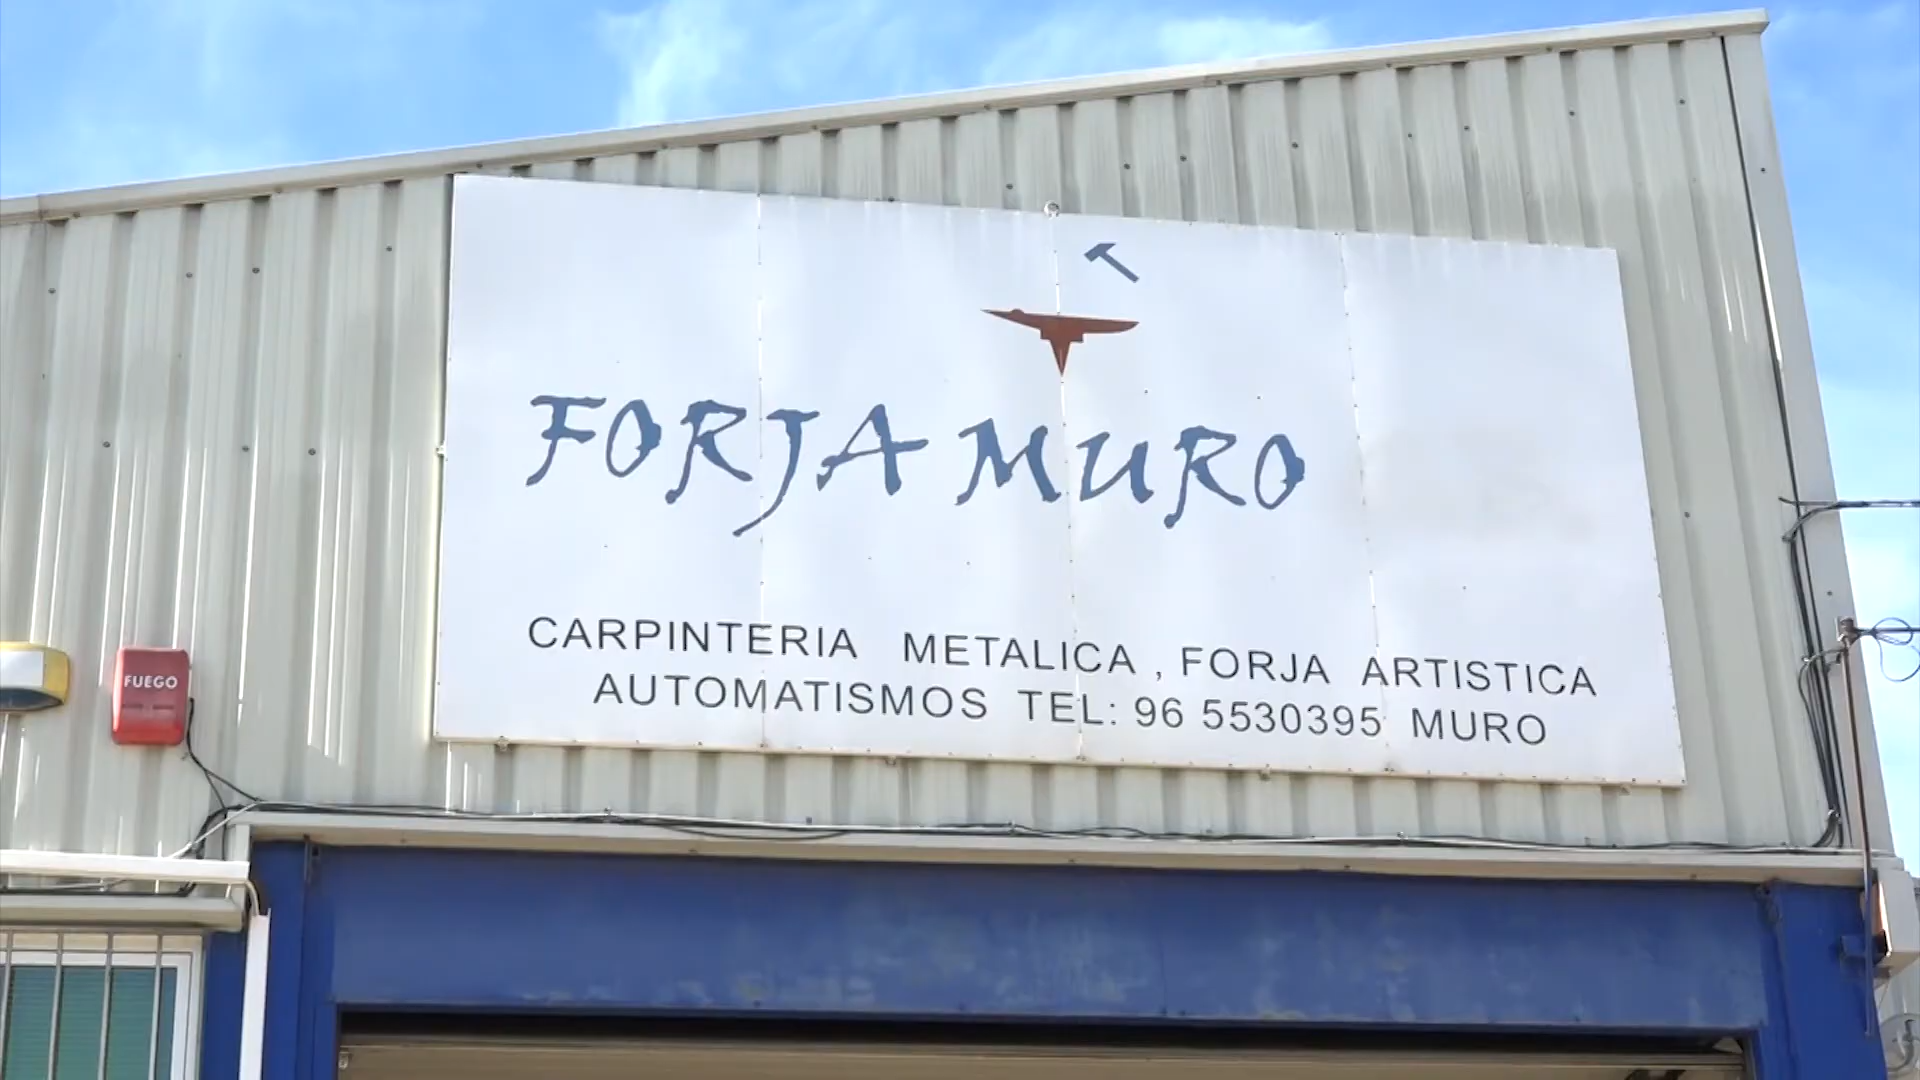 FORJA MURO
CARPINTERIA METALICA , FORJA ARTISTICA
AUTOMATISMOS TEL: 96 5530395 MURO
FUEGO